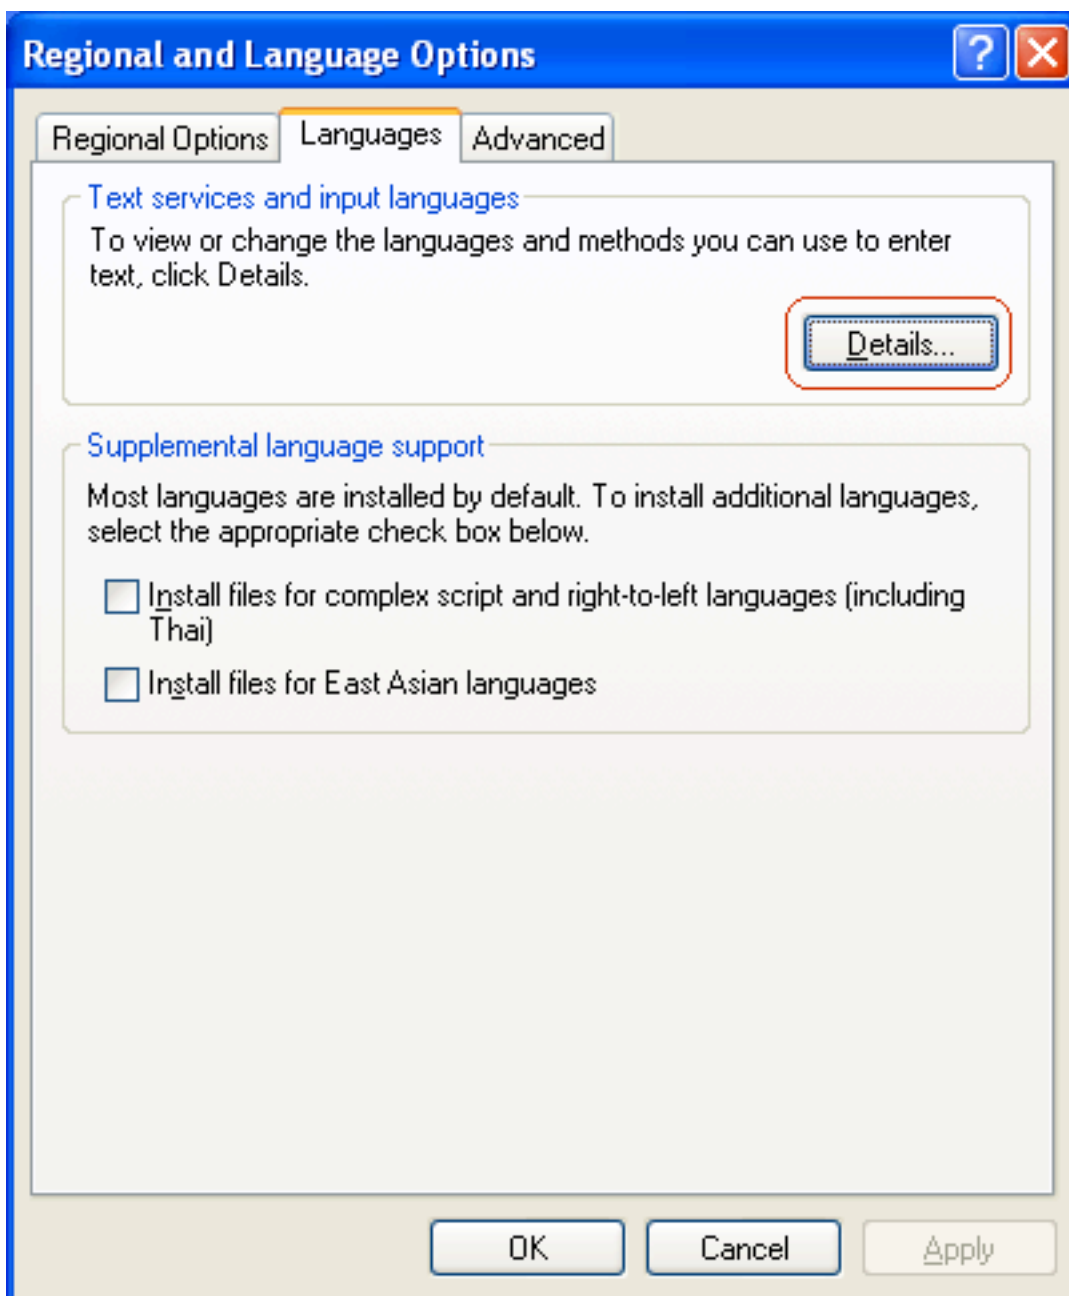 Regional and Language Options
Regional Options
Languages
Advanced
Text services and input languages
To view or change the languages and methods you can use to enter
text, click Details.
Details...
Supplemental language support
Most languages are installed by default. To install additional languages,
select the appropriate check box below.
Install files for complex script and right-to-left languages (including
Thai)
Install files for East Asian languages
OK
Cancel
Apply